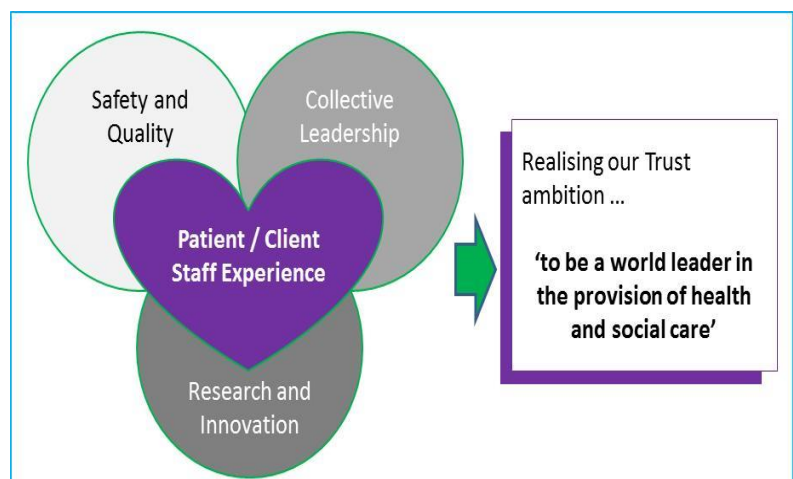 Safety and
Quality
Collective
Leadership
Patient / Client
Staff Experience
Research and
Innovation
Realising our Trust
ambition ...
‘to be a world leader in
the provision of health
and social care’